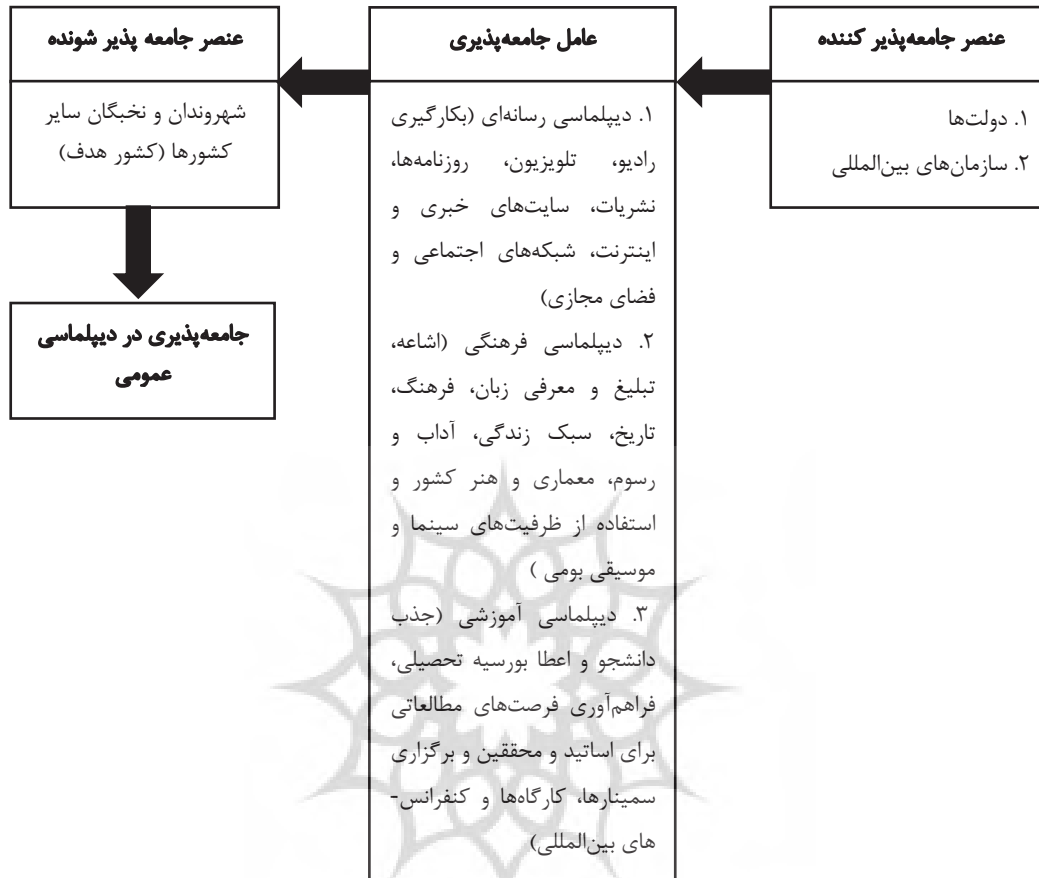 عنصر جامعه‌پذیر کننده
۱. دولت‌ها
۲. سازمان‌های بین‌المللی
عامل جامعه‌پذیری
۱. دیپلماسی رسانه‌ای (بکارگیری
رادیو، تلویزیون، روزنامه‌ها،
نشریات، سایت‌های خبری و
اینترنت، شبکه‌های اجتماعی و
فضای مجازی)
۲. دیپلماسی فرهنگی (اشاعه،
تبلیغ و معرفی زبان، فرهنگ،
تاریخ، سبک زندگی، آداب و
رسوم، معماری و هنر کشور و
استفاده از ظرفیت‌های سینما و
موسیقی بومی )
۳. دیپلماسی آموزشی (جذب
دانشجو و اعطا بورسیه تحصیلی،
فراهم‌آوری فرصت‌های مطالعاتی
برای اساتید و محققین و برگزاری
سمینارها، کارگاه‌ها و کنفرانس-
های بین‌المللی)
عنصر جامعه پذیر شونده
شهروندان و نخبگان سایر
کشورها (کشور هدف)
جامعه‌پذیری در دیپلماسی
عمومی